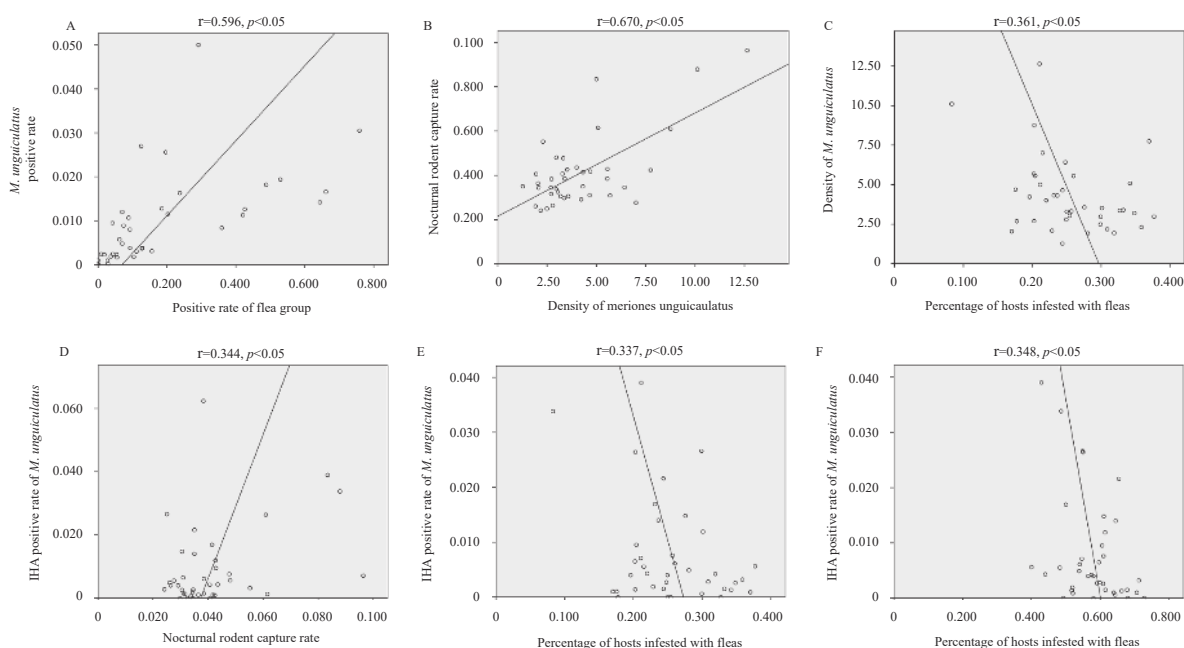 A
r=0.596, p<0.05
M. unguiculatus
positive rate
0.050
0.040
0.030
0.020
0.010
0
0 0.200 0.400 0.600 0.800
Positive rate of flea group
B
r=0.670, p<0.05
Nocturnal rodent capture rate
0.100
0.800
0.600
0.400
0.200
0
0 2.50 5.00 7.50 10.00 12.50
Density of meriones unguicaulatus
C
r=0.361, p<0.05
Density of M. unguiculatus
12.50
10.50
7.50
5.00
2.50
0
0 0.100 0.200 0.300 0.400
Percentage of hosts infested with fleas
D
r=0.344, p<0.05
IHA positive rate of M. unguiculatus
0.060
0.040
0.020
0.000
0 0.020 0.040 0.060 0.080 0.100
Nocturnal rodent capture rate
E
r=0.337, p<0.05
IHA positive rate of M. unguiculatus
0.040
0.030
0.020
0.010
0
0 0.100 0.200 0.300 0.400
Percentage of hosts infested with fleas
F
r=0.348, p<0.05
IHA positive rate of M. unguiculatus
0.040
0.030
0.020
0.010
0
0.000 0.200 0.400 0.600 0.800
Percentage of hosts infested with fleas